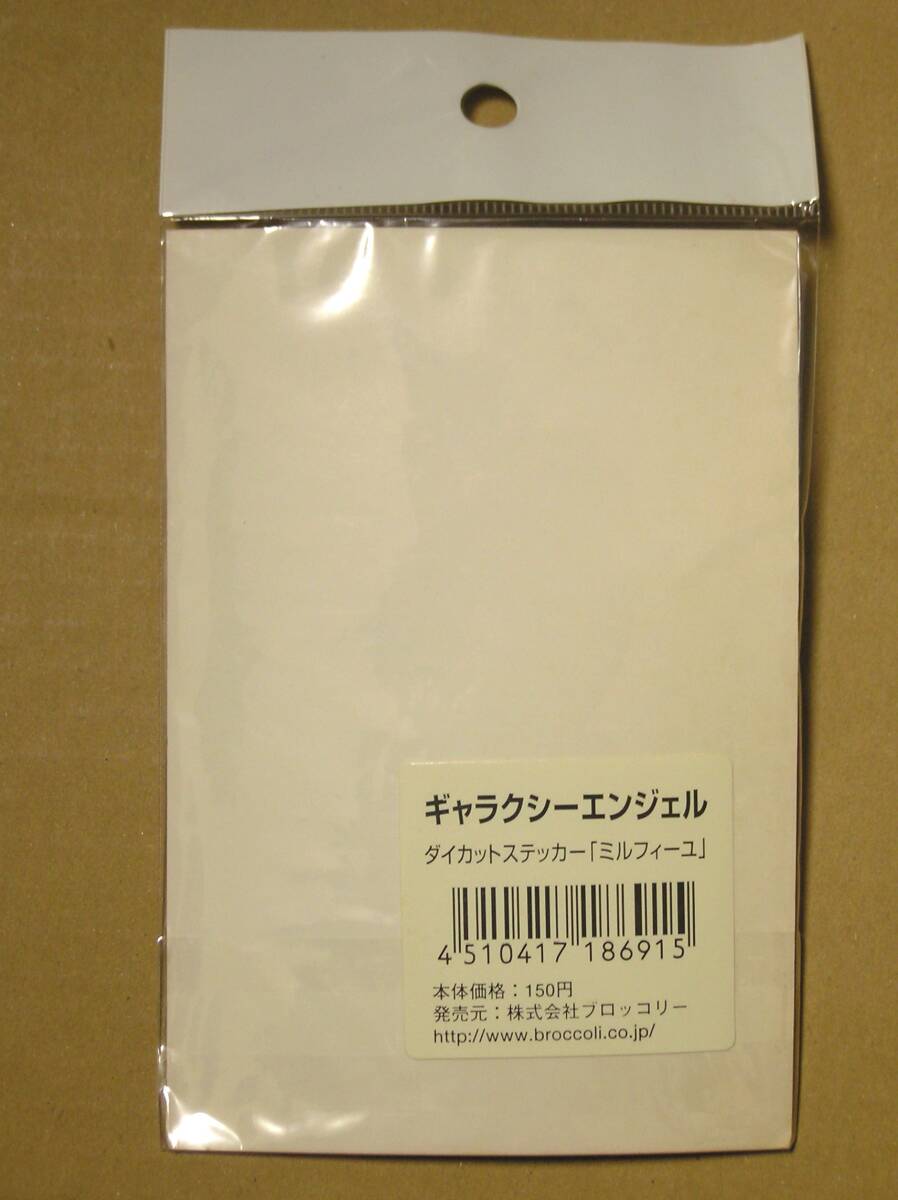 ギャラクシーエンジェル
ダイカットステッカー「ミルフィーユ」
4 510417 186915
本体価格：150円
発売元：株式会社ブロッコリー
http://www.broccoli.co.jp/